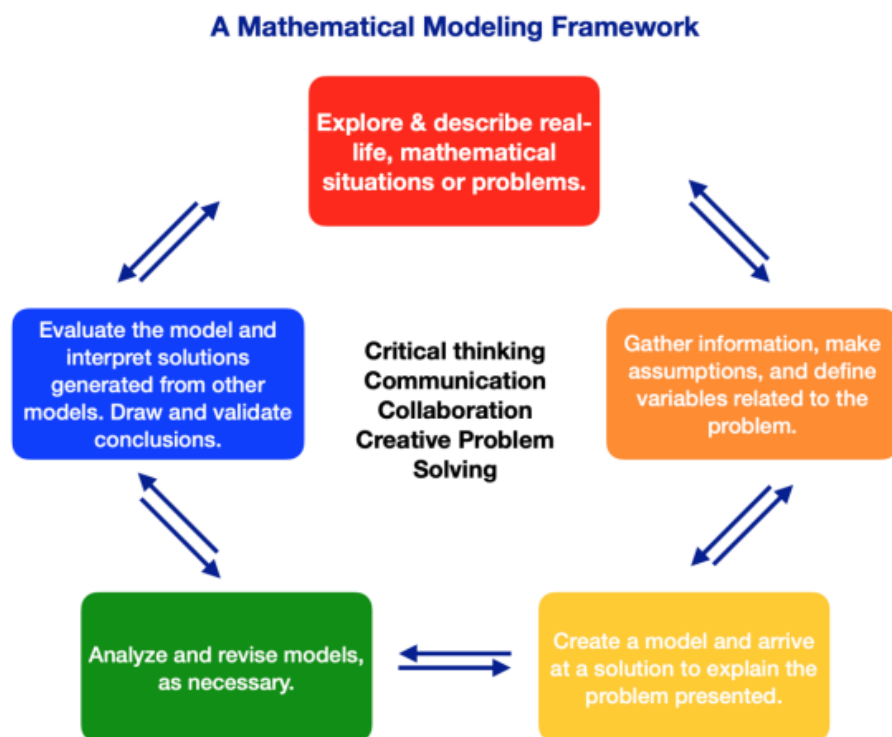 A Mathematical Modeling Framework
Explore & describe real-
life, mathematical
situations or problems.
Evaluate the model and
interpret solutions
generated from other
models. Draw and validate
conclusions.
Critical thinking
Communication
Collaboration
Creative Problem
Solving
Gather information, make
assumptions, and define
variables related to the
problem.
Analyze and revise models,
as necessary.
Create a model and arrive
at a solution to explain the
problem presented.